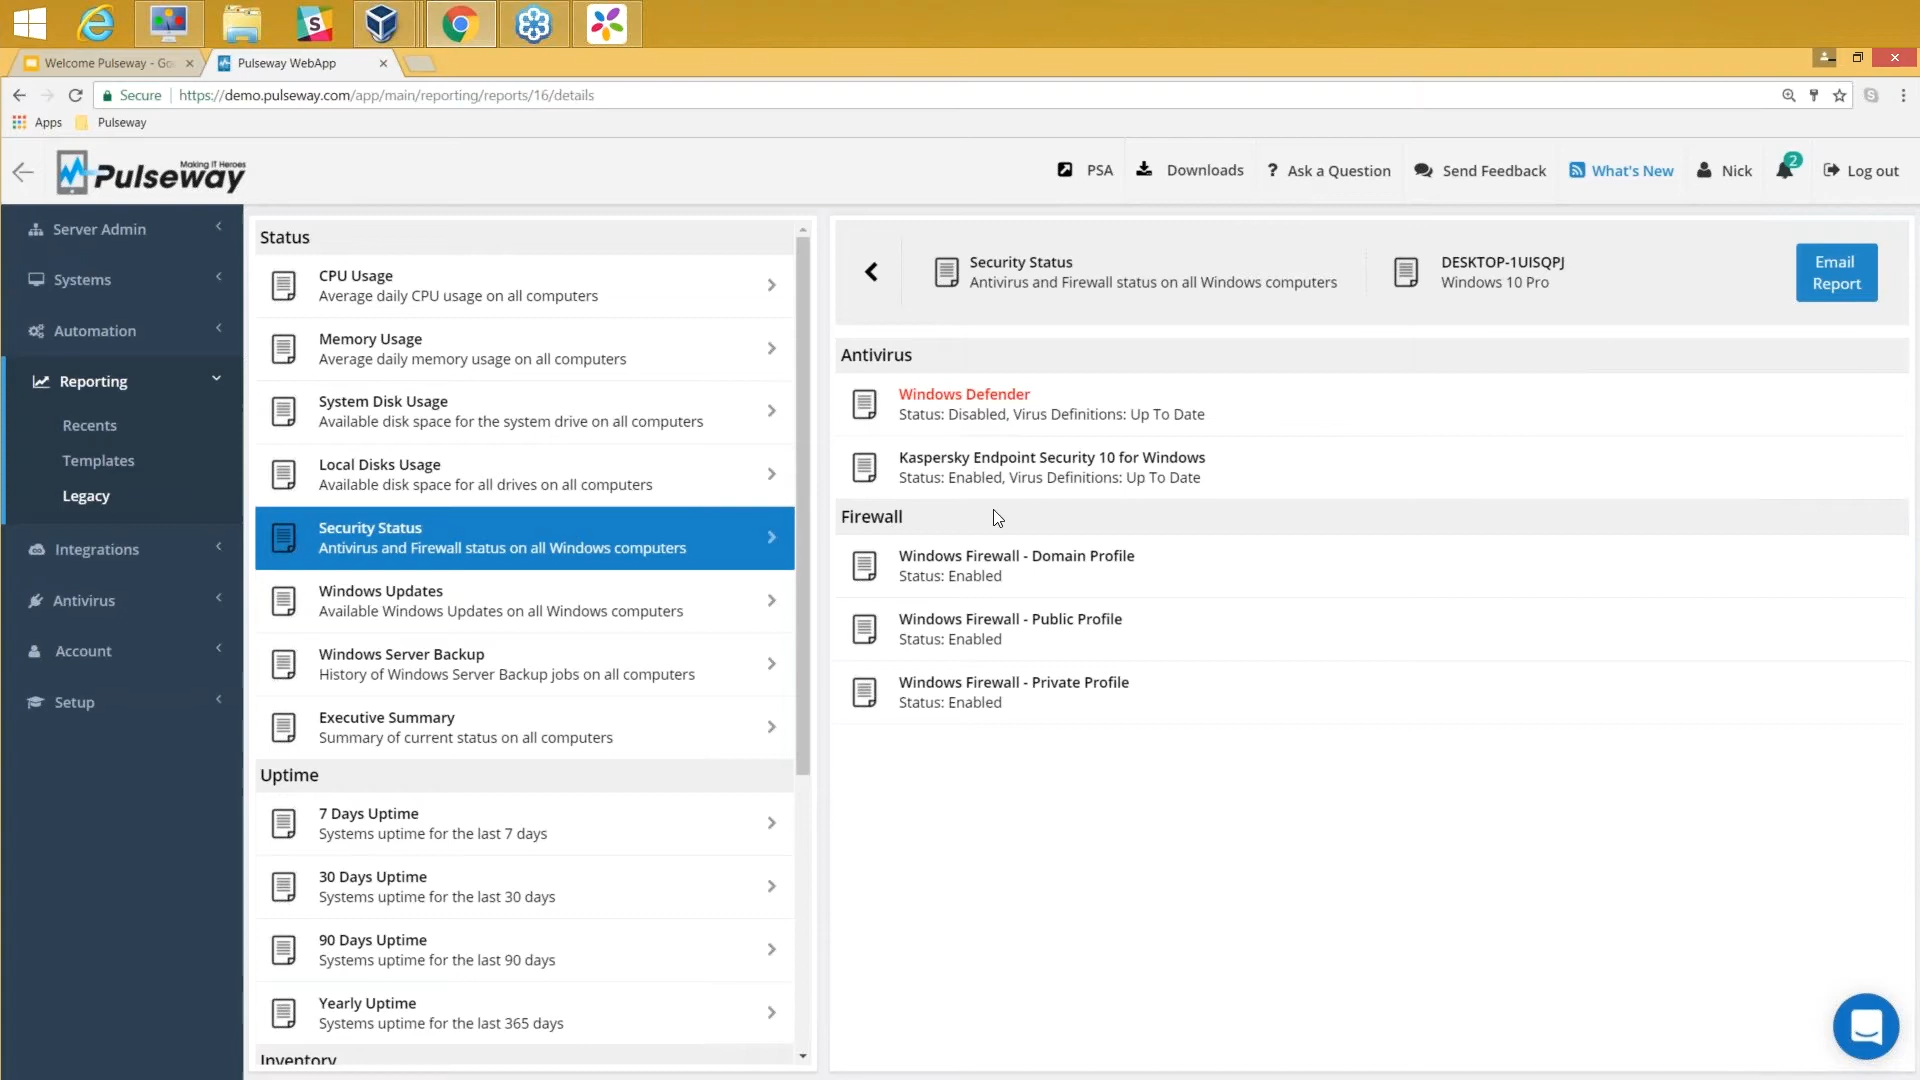 Welcome Pulseway - Go
Pulseway WebApp
Secure
https://demo.pulseway.com/app/main/reporting/reports/16/details
Apps
Pulseway
Making IT Heroes
Pulseway
PSA
Downloads
Ask a Question
Send Feedback
What's New
Nick
2
Log out
Server Admin
Systems
Automation
Reporting
Recents
Templates
Legacy
Integrations
Antivirus
Account
Setup
Status
CPU Usage
Average daily CPU usage on all computers
Memory Usage
Average daily memory usage on all computers
System Disk Usage
Available disk space for the system drive on all computers
Local Disks Usage
Available disk space for all drives on all computers
Security Status
Antivirus and Firewall status on all Windows computers
Windows Updates
Available Windows Updates on all Windows computers
Windows Server Backup
History of Windows Server Backup jobs on all computers
Executive Summary
Summary of current status on all computers
Uptime
7 Days Uptime
Systems uptime for the last 7 days
30 Days Uptime
Systems uptime for the last 30 days
90 Days Uptime
Systems uptime for the last 90 days
Yearly Uptime
Systems uptime for the last 365 days
Inventory
Security Status
Antivirus and Firewall status on all Windows computers
DESKTOP-1UISQPJ
Windows 10 Pro
Email
Report
Antivirus
Windows Defender
Status: Disabled, Virus Definitions: Up To Date
Kaspersky Endpoint Security 10 for Windows
Status: Enabled, Virus Definitions: Up To Date
Firewall
Windows Firewall - Domain Profile
Status: Enabled
Windows Firewall - Public Profile
Status: Enabled
Windows Firewall - Private Profile
Status: Enabled